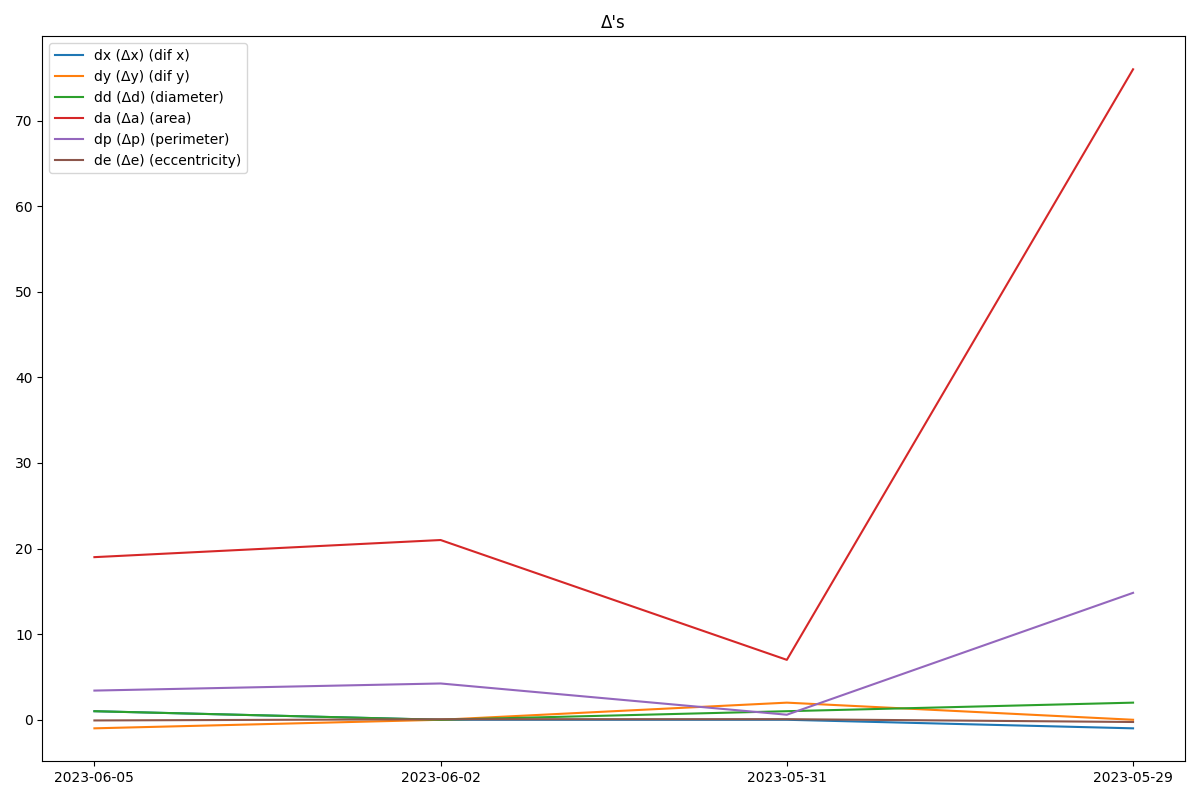 Δ's
dx (Δx) (dif x)
dy (Δy) (dif y)
dd (Δd) (diameter)
da (Δa) (area)
dp (Δp) (perimeter)
de (Δe) (eccentricity)
70
60
50
40
30
20
10
0
2023-06-05 2023-06-02 2023-05-31 2023-05-29